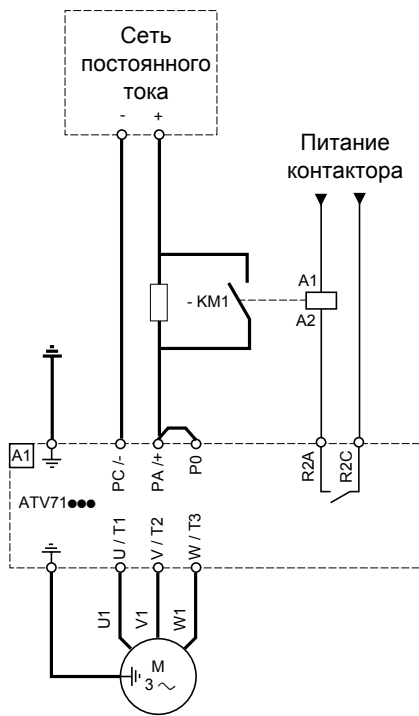 Сеть
постоянного
тока
- +
Питание
контактора
A1
- KM1
A2
A1
PC /-
PA /+
P0
R2A
R2C
ATV71●●●
U / T1
V / T2
W / T3
U1
V1
W1
M
3 ~